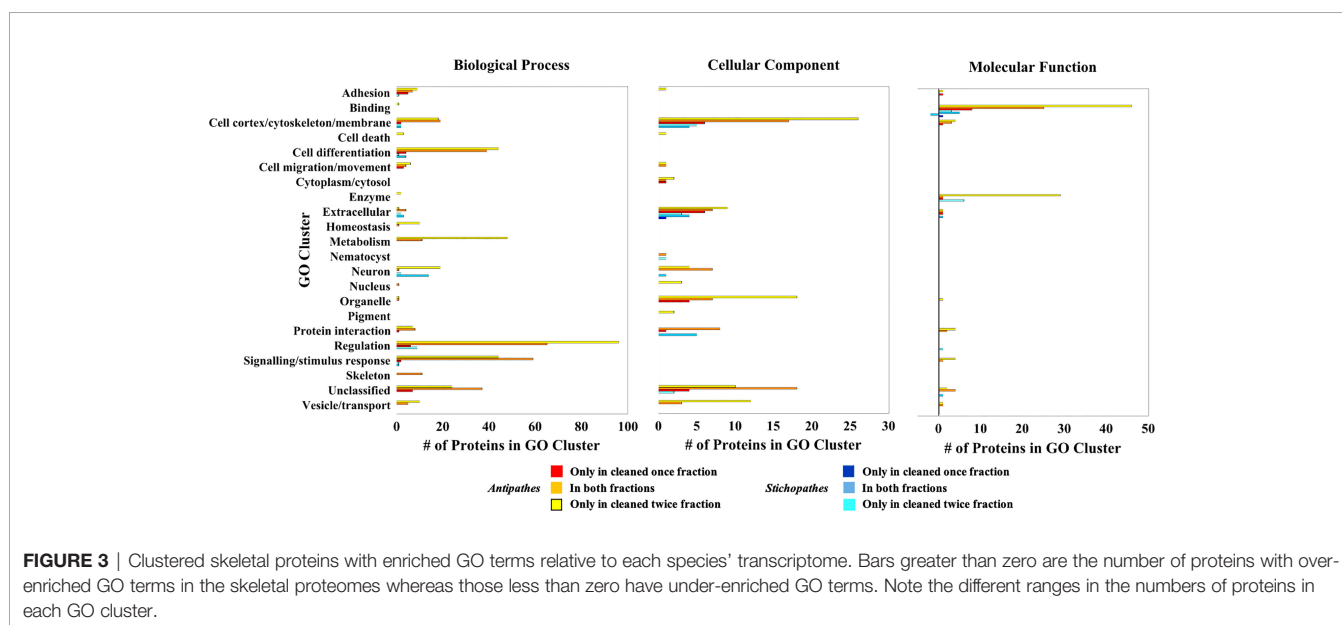 Biological Process
Cellular Component
Molecular Function
GO Cluster
Adhesion
Binding
Cell cortex/cytoskeleton/membrane
Cell death
Cell differentiation
Cell migration/movement
Cytoplasm/cytosol
Enzyme
Extracellular
Homeostasis
Metabolism
Nematocyst
Neuron
Nucleus
Organelle
Pigment
Protein interaction
Regulation
Signalling/stimulus response
Skeleton
Unclassified
Vesicle/transport
0 20 40 60 80 100
0 5 10 15 20 25 30
0 10 20 30 40 50
# of Proteins in GO Cluster
# of Proteins in GO Cluster
# of Proteins in GO Cluster
Antipathes
Only in cleaned once fraction
In both fractions
Only in cleaned twice fraction
Stichopathes
Only in cleaned once fraction
In both fractions
Only in cleaned twice fraction
FIGURE 3 | Clustered skeletal proteins with enriched GO terms relative to each species’ transcriptome. Bars greater than zero are the number of proteins with over-
enriched GO terms in the skeletal proteomes whereas those less than zero have under-enriched GO terms. Note the different ranges in the numbers of proteins in
each GO cluster.